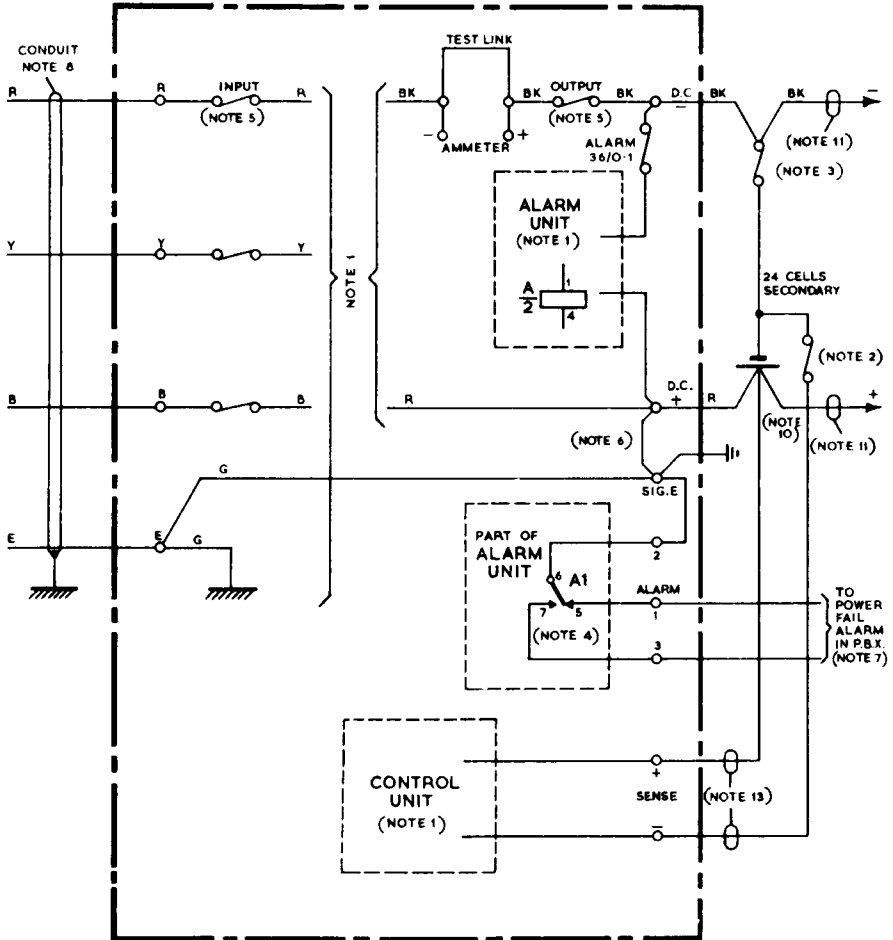 CONDUIT
NOTE 8
TEST LINK
R
R
INPUT
R
(NOTE 5)
BK
BK
OUTPUT
BK
(NOTE 5)
D.C.
−
BK
BK
−
− AMMETER +
ALARM
36/0·1
(NOTE 11)
(NOTE 3)
ALARM
UNIT
(NOTE 1)
A
2
1
4
Y
Y
Y
NOTE 1
24 CELLS
SECONDARY
(NOTE 2)
B
B
B
R
D.C.
+
R
+
(NOTE
10)
(NOTE 11)
(NOTE 6)
G
SIG.E
E
E
G
PART OF
ALARM
UNIT
2
6
A1
7
5
(NOTE 4)
ALARM
1
3
TO
POWER
FAIL
ALARM
IN P.B.X.
(NOTE 7)
CONTROL
UNIT
(NOTE 1)
+
SENSE
(NOTE 13)
−